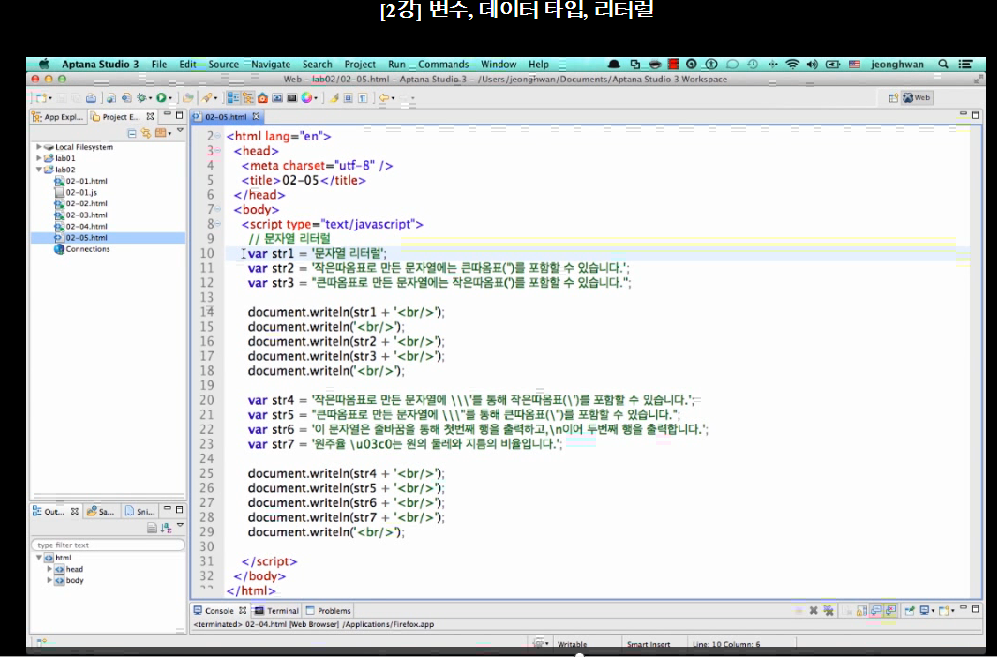 [2강] 변수, 데이터 타입, 리터럴
Aptana Studio 3 File Edit Source Navigate Search Project Run Commands Window Help jeonghwan
Web - lab02/02-05.html - Aptana Studio 3 - /Users/jeonghwan/Documents/Aptana Studio 3 Workspace
Web
App Expl... Project E...
02-05.html
Local Filesystem
lab01
lab02
02-01.html
02-01.js
02-02.html
02-03.html
02-04.html
02-05.html
Connections
2 <html lang="en">
3 <head>
4 <meta charset="utf-8" />
5 <title>02-05</title>
6 </head>
7 <body>
8 <script type="text/javascript">
9 // 문자열 리터럴
10 var str1 = '문자열 리터럴';
11 var str2 = '작은따옴표로 만든 문자열에는 큰따옴표(")를 포함할 수 있습니다.';
12 var str3 = "큰따옴표로 만든 문자열에는 작은따옴표(')를 포함할 수 있습니다.";
13
14 document.writeln(str1 + '<br/>');
15 document.writeln('<br/>');
16 document.writeln(str2 + '<br/>');
17 document.writeln(str3 + '<br/>');
18 document.writeln('<br/>');
19
20 var str4 = '작은따옴표로 만든 문자열에 \\\'를 통해 작은따옴표(\')를 포함할 수 있습니다.';
21 var str5 = "큰따옴표로 만든 문자열에 \\\"를 통해 큰따옴표(\")를 포함할 수 있습니다.";
22 var str6 = '이 문자열은 줄바꿈을 통해 첫번째 행을 출력하고,\n이어 두번째 행을 출력합니다.';
23 var str7 = '원주율 \u03c0는 원의 둘레와 지름의 비율입니다.';
24
25 document.writeln(str4 + '<br/>');
26 document.writeln(str5 + '<br/>');
27 document.writeln(str6 + '<br/>');
28 document.writeln(str7 + '<br/>');
29 document.writeln('<br/>');
30
31 </script>
32 </body>
</html>
Out... Sa... Sni...
type filter text
html
head
body
Console Terminal Problems
<terminated> 02-04.html [Web Browser] /Applications/Firefox.app
Writable Smart Insert Line: 10 Column: 6